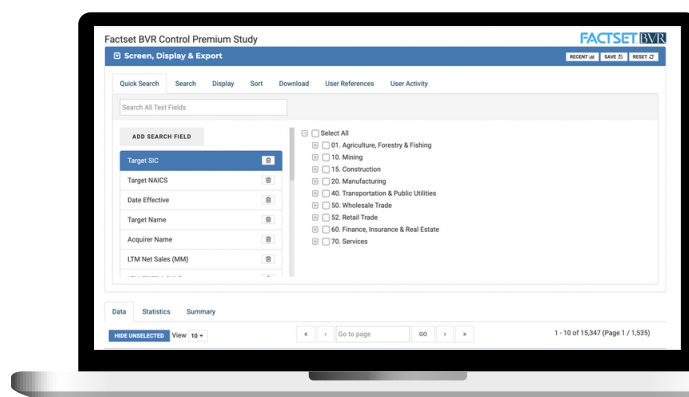 Factset BVR Control Premium Study
FACTSET BVR
Screen, Display & Export
RECENT SAVE RESET
Quick Search Search Display Sort Download User References User Activity
Search All Text Fields
ADD SEARCH FIELD
Select All
01. Agriculture, Forestry & Fishing
Target SIC
10. Mining
Target NAICS
15. Construction
20. Manufacturing
Date Effective
40. Transportation & Public Utilities
50. Wholesale Trade
Target Name
52. Retail Trade
60. Finance, Insurance & Real Estate
Acquirer Name
70. Services
LTM Net Sales (MM)
Data Statistics Summary
HIDE UNSELECTED View 10 « ‹ Go to page GO › » 1 - 10 of 15,347 (Page 1 / 1,535)